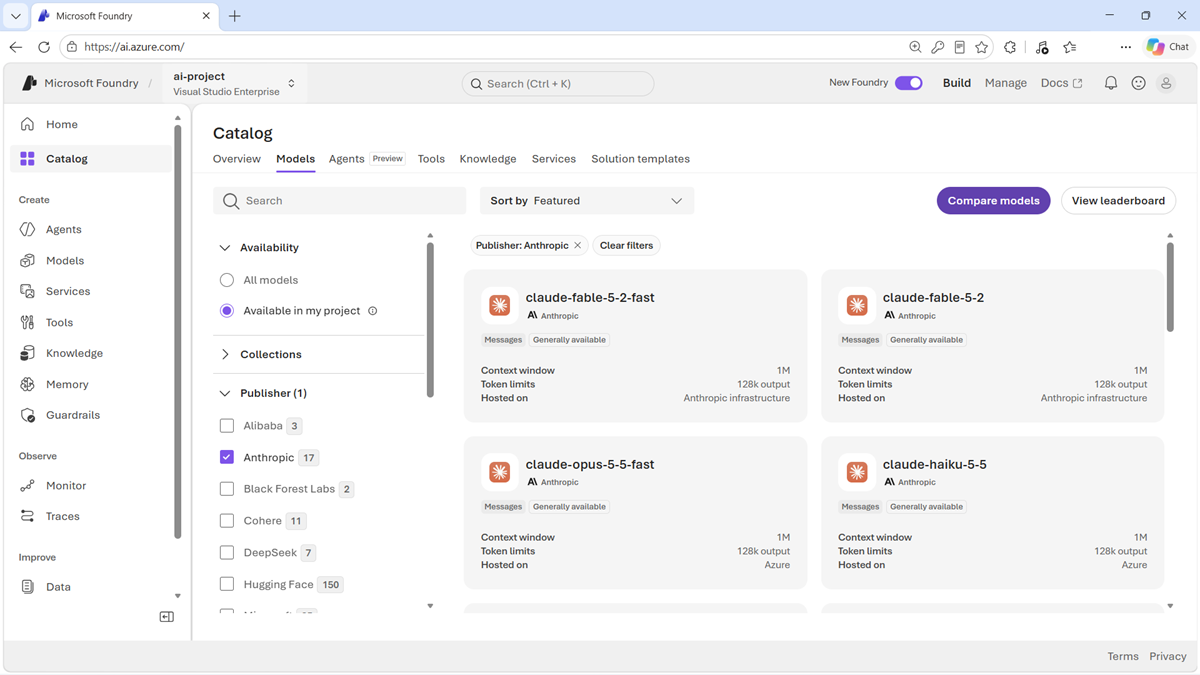 Microsoft Foundry
https://ai.azure.com/
Chat
Microsoft Foundry / ai-project
Visual Studio Enterprise
Search (Ctrl + K)
New Foundry
Build
Manage
Docs
Home
Catalog
Create
Agents
Models
Services
Tools
Knowledge
Memory
Guardrails
Observe
Monitor
Traces
Improve
Data
Catalog
Overview Models Agents Preview Tools Knowledge Services Solution templates
Search
Sort by Featured
Compare models
View leaderboard
Availability
All models
Available in my project
Collections
Publisher (1)
Alibaba 3
Anthropic 17
Black Forest Labs 2
Cohere 11
DeepSeek 7
Hugging Face 150
Publisher: Anthropic
Clear filters
claude-fable-5-2-fast
Anthropic
Messages Generally available
Context window 1M
Token limits 128k output
Hosted on Anthropic infrastructure
claude-fable-5-2
Anthropic
Messages Generally available
Context window 1M
Token limits 128k output
Hosted on Anthropic infrastructure
claude-opus-5-5-fast
Anthropic
Messages Generally available
Context window 1M
Token limits 128k output
Hosted on Azure
claude-haiku-5-5
Anthropic
Messages Generally available
Context window 1M
Token limits 128k output
Hosted on Azure
Terms Privacy